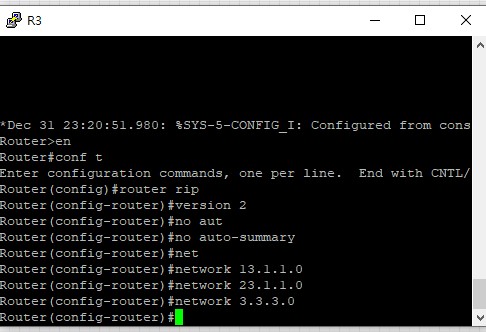 R3
*Dec 31 23:20:51.980: %SYS-5-CONFIG_I: Configured from cons
Router>en
Router#conf t
Enter configuration commands, one per line.  End with CNTL/
Router(config)#router rip
Router(config-router)#version 2
Router(config-router)#no aut
Router(config-router)#no auto-summary
Router(config-router)#net
Router(config-router)#network 13.1.1.0
Router(config-router)#network 23.1.1.0
Router(config-router)#network 3.3.3.0
Router(config-router)#